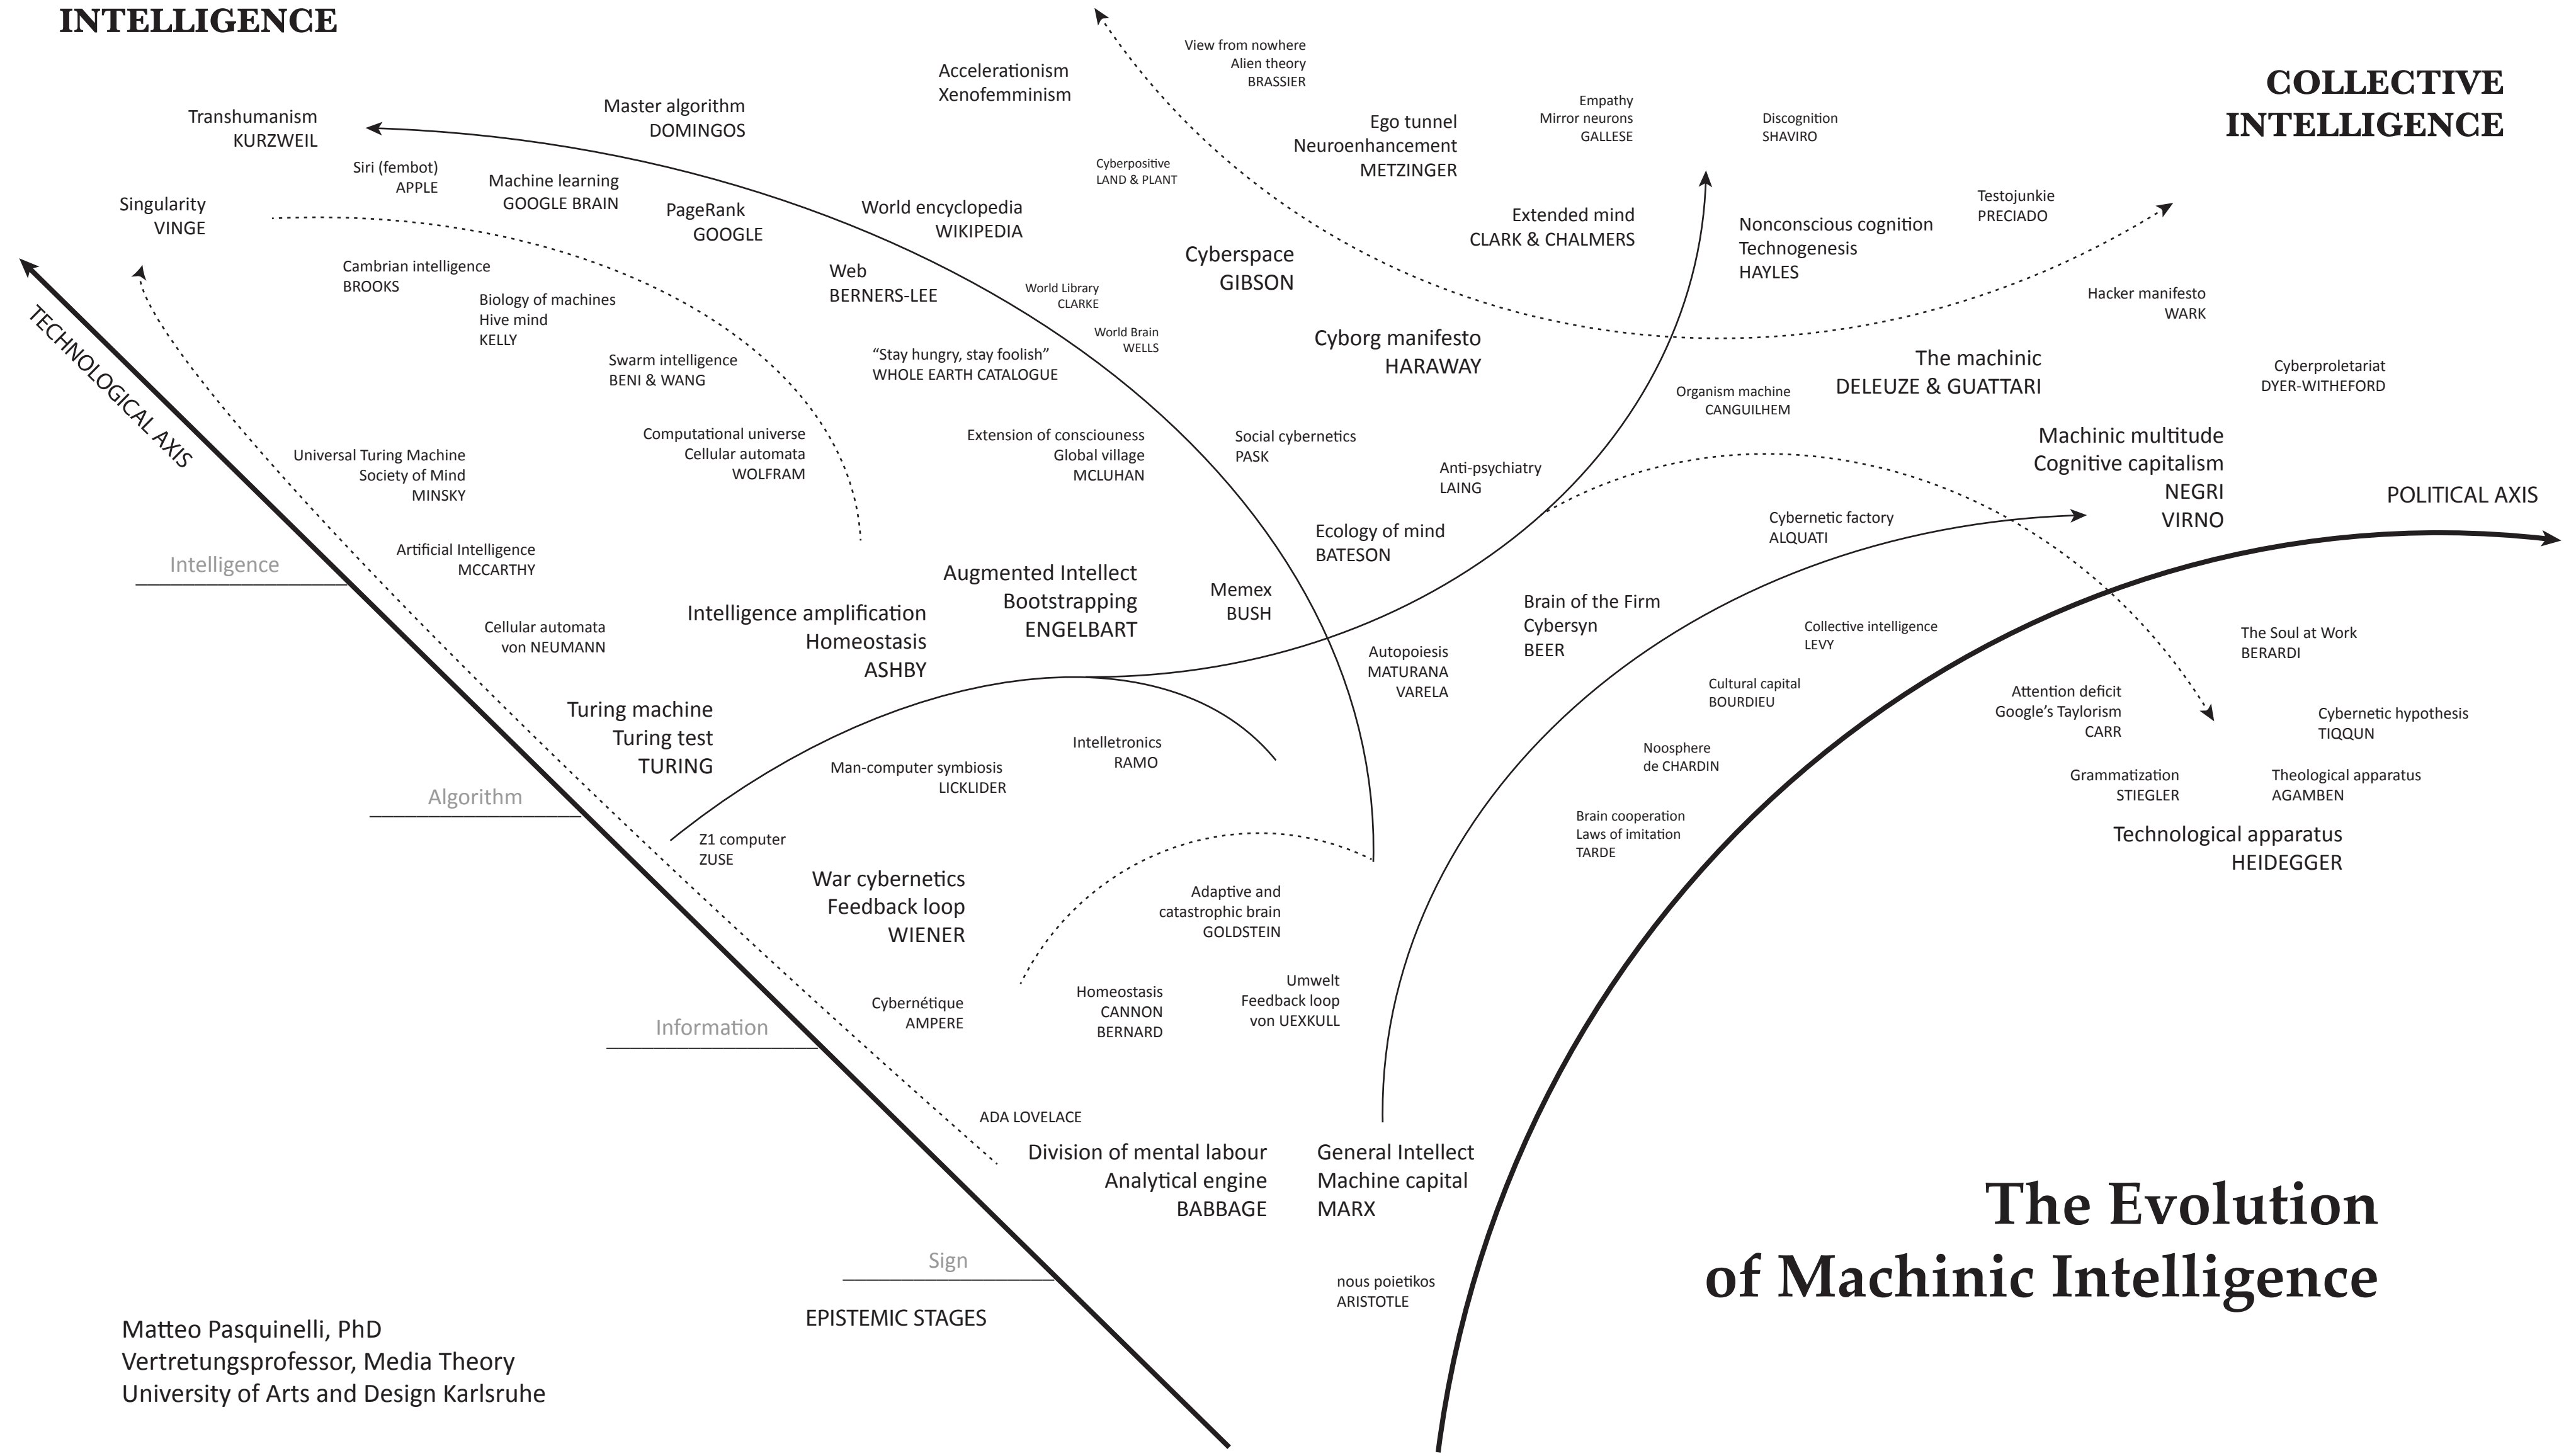 INTELLIGENCE
COLLECTIVE
INTELLIGENCE
View from nowhere
Alien theory
BRASSIER
Accelerationism
Xenofemminism
Transhumanism
KURZWEIL
Master algorithm
DOMINGOS
Empathy
Mirror neurons
GALLESE
Ego tunnel
Neuroenhancement
METZINGER
Discognition
SHAVIRO
Siri (fembot)
APPLE
Machine learning
GOOGLE BRAIN
Cyberpositive
LAND & PLANT
Singularity
VINGE
PageRank
GOOGLE
World encyclopedia
WIKIPEDIA
Extended mind
CLARK & CHALMERS
Nonconscious cognition
Technogenesis
HAYLES
Testojunkie
PRECIADO
Cambrian intelligence
BROOKS
Biology of machines
Hive mind
KELLY
Web
BERNERS-LEE
World Library
CLARKE
Cyberspace
GIBSON
Hacker manifesto
WARK
TECHNOLOGICAL AXIS
Swarm intelligence
BENI & WANG
“Stay hungry, stay foolish”
WHOLE EARTH CATALOGUE
World Brain
WELLS
Cyborg manifesto
HARAWAY
Organism machine
CANGUILHEM
The machinic
DELEUZE & GUATTARI
Cyberproletariat
DYER-WITHEFORD
Universal Turing Machine
Society of Mind
MINSKY
Computational universe
Cellular automata
WOLFRAM
Extension of consciouness
Global village
MCLUHAN
Social cybernetics
PASK
Anti-psychiatry
LAING
Machinic multitude
Cognitive capitalism
NEGRI
VIRNO
POLITICAL AXIS
Intelligence
Artificial Intelligence
MCCARTHY
Ecology of mind
BATESON
Cybernetic factory
ALQUATI
Cellular automata
von NEUMANN
Intelligence amplification
Homeostasis
ASHBY
Augmented Intellect
Bootstrapping
ENGELBART
Memex
BUSH
Autopoiesis
MATURANA
VARELA
Brain of the Firm
Cybersyn
BEER
Collective intelligence
LEVY
The Soul at Work
BERARDI
Turing machine
Turing test
TURING
Cultural capital
BOURDIEU
Attention deficit
Google’s Taylorism
CARR
Cybernetic hypothesis
TIQQUN
Algorithm
Man-computer symbiosis
LICKLIDER
Intelletronics
RAMO
Noosphere
de CHARDIN
Grammatization
STIEGLER
Theological apparatus
AGAMBEN
Z1 computer
ZUSE
Brain cooperation
Laws of imitation
TARDE
Technological apparatus
HEIDEGGER
War cybernetics
Feedback loop
WIENER
Adaptive and
catastrophic brain
GOLDSTEIN
Information
Cybernétique
AMPERE
Homeostasis
CANNON
BERNARD
Umwelt
Feedback loop
von UEXKULL
ADA LOVELACE
Division of mental labour
Analytical engine
BABBAGE
General Intellect
Machine capital
MARX
Sign
EPISTEMIC STAGES
nous poietikos
ARISTOTLE
The Evolution
of Machinic Intelligence
Matteo Pasquinelli, PhD
Vertretungsprofessor, Media Theory
University of Arts and Design Karlsruhe